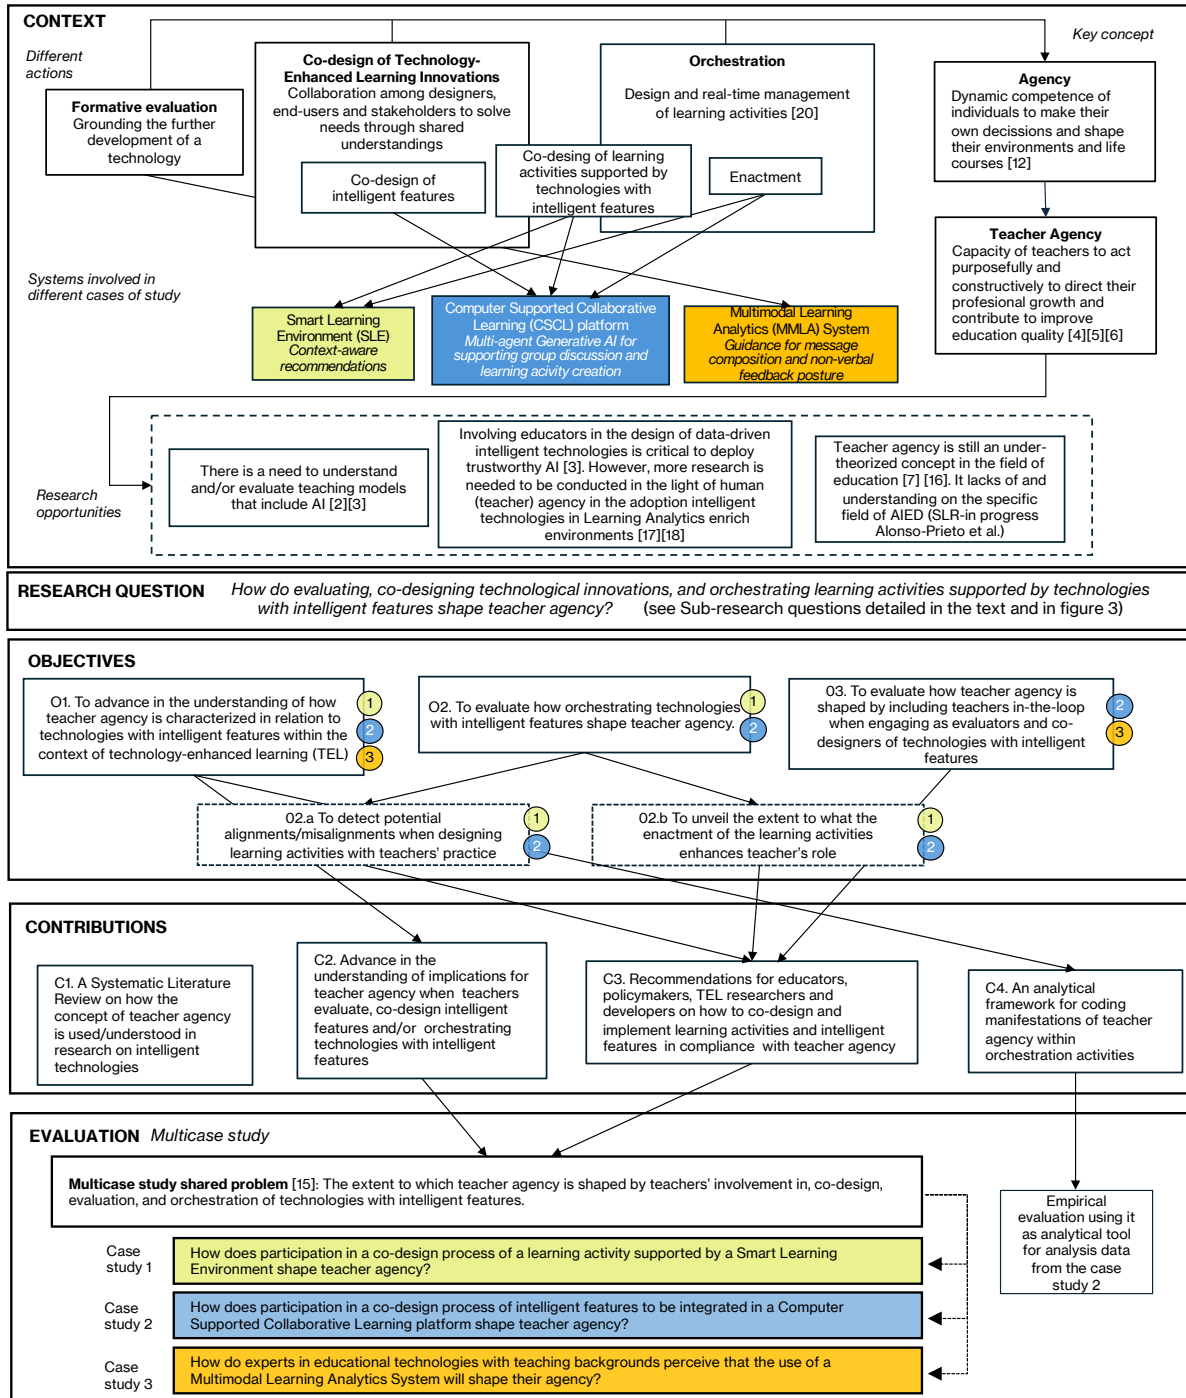 CONTEXT
Different
actions
Key concept
Formative evaluation
Grounding the further
development of a
technology
Co-design of Technology-
Enhanced Learning Innovations
Collaboration among designers,
end-users and stakeholders to solve
needs through shared
understandings
Co-design of
intelligent features
Orchestration
Design and real-time management
of learning activities [20]
Co-desing of learning
activities supported by
technologies with
intelligent features
Enactment
Agency
Dynamic competence of
individuals to make their
own decissions and shape
their environments and life
courses [12]
Teacher Agency
Capacity of teachers to act
purposefully and
constructively to direct their
profesional growth and
contribute to improve
education quality [4][5][6]
Systems involved in
different cases of study
Smart Learning
Environment (SLE)
Context-aware
recommendations
Computer Supported Collaborative
Learning (CSCL) platform
Multi-agent Generative AI for
supporting group discussion and
learning acivity creation
Multimodal Learning
Analytics (MMLA) System
Guidance for message
composition and non-verbal
feedback posture
Research
opportunities
There is a need to understand
and/or evaluate teaching models
that include AI [2][3]
Involving educators in the design of data-driven
intelligent technologies is critical to deploy
trustworthy AI [3]. However, more research is
needed to be conducted in the light of human
(teacher) agency in the adoption intelligent
technologies in Learning Analytics enrich
environments [17][18]
Teacher agency is still an under-
theorized concept in the field of
education [7] [16]. It lacks of and
understanding on the specific
field of AIED (SLR-in progress
Alonso-Prieto et al.)
RESEARCH QUESTION How do evaluating, co-designing technological innovations, and orchestrating learning activities supported by technologies
with intelligent features shape teacher agency? (see Sub-research questions detailed in the text and in figure 3)
OBJECTIVES
O1. To advance in the understanding of how
teacher agency is characterized in relation to
technologies with intelligent features within the
context of technology-enhanced learning (TEL)
1
2
3
O2. To evaluate how orchestrating technologies
with intelligent features shape teacher agency.
1
2
03. To evaluate how teacher agency is
shaped by including teachers in-the-loop
when engaging as evaluators and co-
designers of technologies with intelligent
features
2
3
02.a To detect potential
alignments/misalignments when designing
learning activities with teachers' practice
1
2
02.b To unveil the extent to what the
enactment of the learning activities
enhances teacher's role
1
2
CONTRIBUTIONS
C1. A Systematic Literature
Review on how the
concept of teacher agency
is used/understood in
research on intelligent
technologies
C2. Advance in the
understanding of implications for
teacher agency when teachers
evaluate, co-design intelligent
features and/or orchestrating
technologies with intelligent
features
C3. Recommendations for educators,
policymakers, TEL researchers and
developers on how to co-design and
implement learning activities and intelligent
features in compliance with teacher agency
C4. An analytical
framework for coding
manifestations of teacher
agency within
orchestration activities
EVALUATION Multicase study
Multicase study shared problem [15]: The extent to which teacher agency is shaped by teachers' involvement in, co-design,
evaluation, and orchestration of technologies with intelligent features.
Case
study 1
How does participation in a co-design process of a learning activity supported by a Smart Learning
Environment shape teacher agency?
Case
study 2
How does participation in a co-design process of intelligent features to be integrated in a Computer
Supported Collaborative Learning platform shape teacher agency?
Case
study 3
How do experts in educational technologies with teaching backgrounds perceive that the use of a
Multimodal Learning Analytics System will shape their agency?
Empirical
evaluation using it
as analytical tool
for analysis data
from the case
study 2